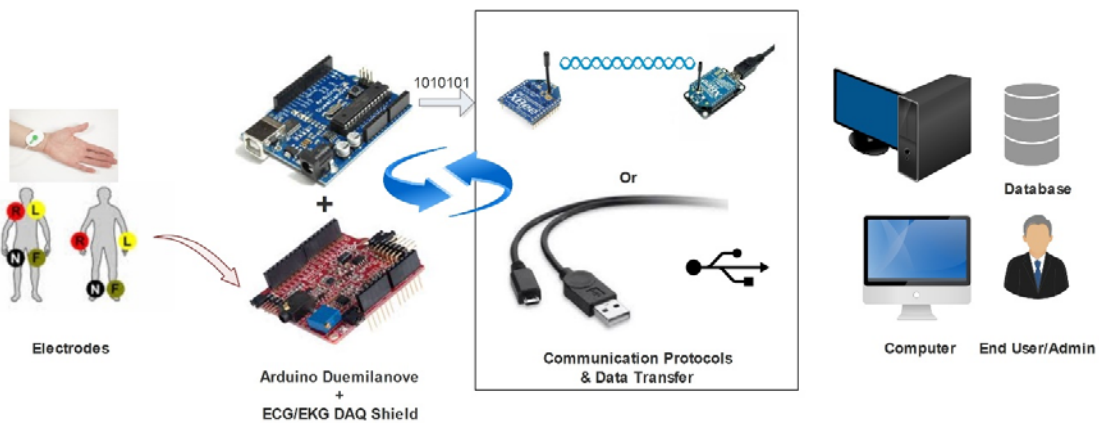 1010101
R L
R L
N F
N F
+
Or
Database
Electrodes
Arduino Duemilanove
+
ECG/EKG DAQ Shield
Communication Protocols
& Data Transfer
Computer
End User/Admin